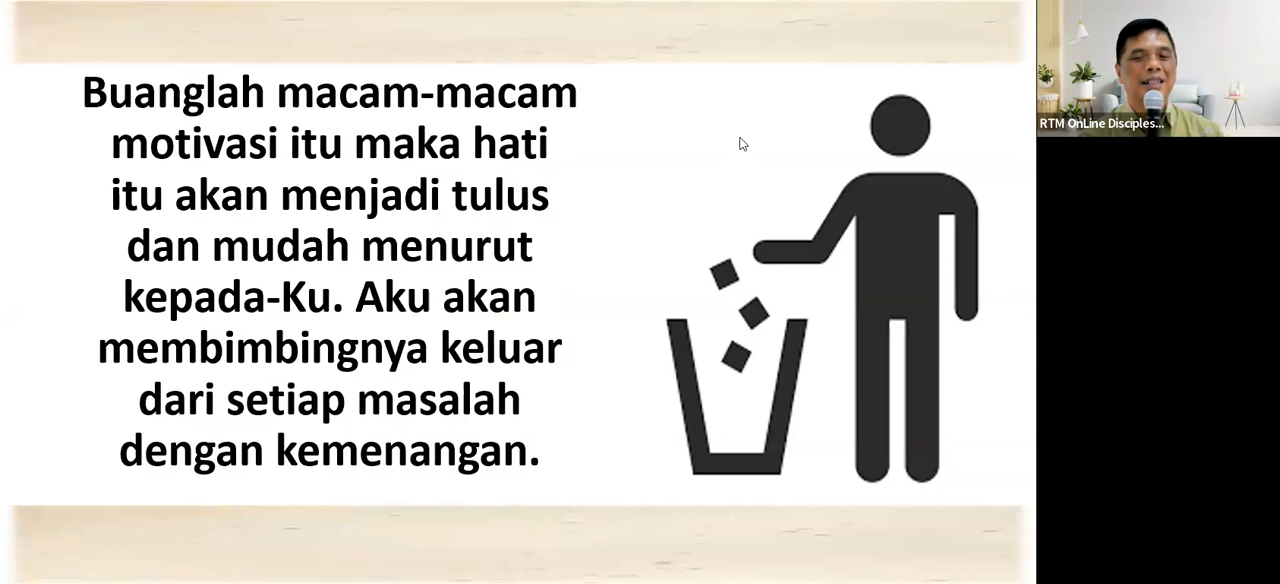 Buanglah macam-macam
motivasi itu maka hati
itu akan menjadi tulus
dan mudah menurut
kepada-Ku. Aku akan
membimbingnya keluar
dari setiap masalah
dengan kemenangan.
RTM OnLine Disciples...